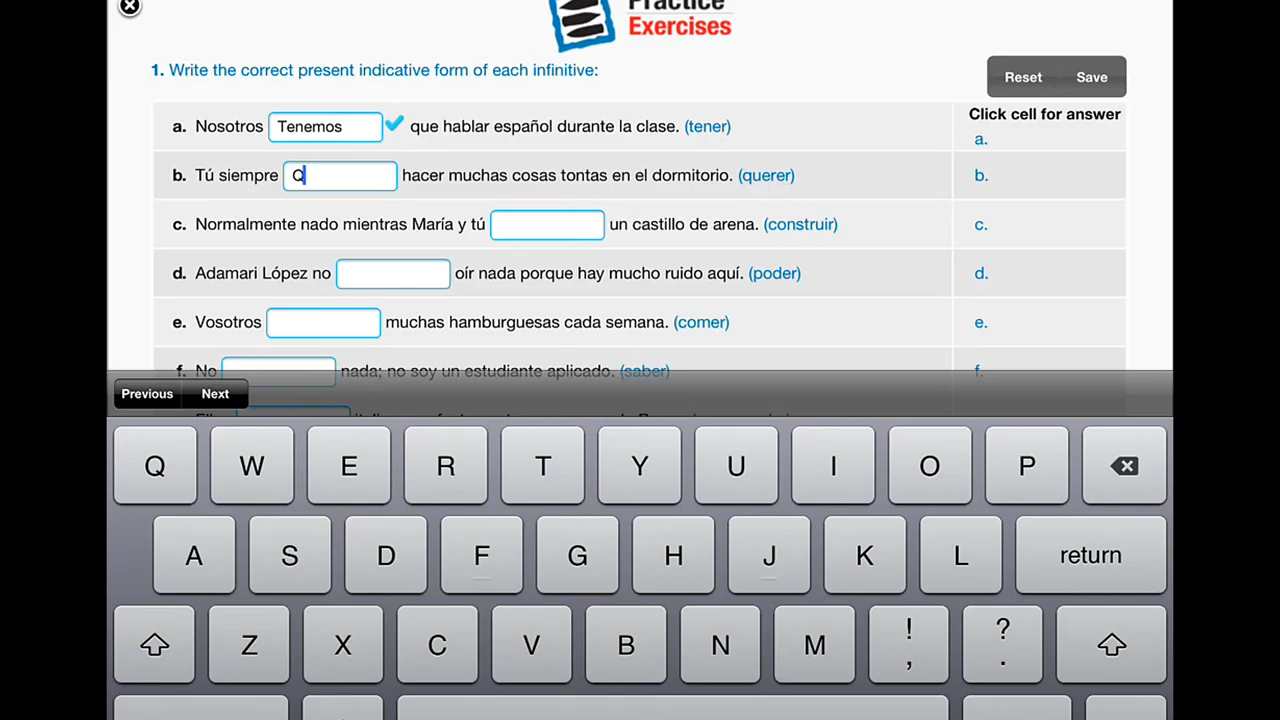 Practice
Exercises
1. Write the correct present indicative form of each infinitive:
Reset Save
Click cell for answer
a. Nosotros Tenemos que hablar español durante la clase. (tener) a.
b. Tú siempre Q hacer muchas cosas tontas en el dormitorio. (querer) b.
c. Normalmente nado mientras María y tú un castillo de arena. (construir) c.
d. Adamari López no oír nada porque hay mucho ruido aquí. (poder) d.
e. Vosotros muchas hamburguesas cada semana. (comer) e.
f. No nada; no soy un estudiante aplicado. (saber) f.
Previous Next
Q W E R T Y U I O P
A S D F G H J K L return
Z X C V B N M ! , ? .